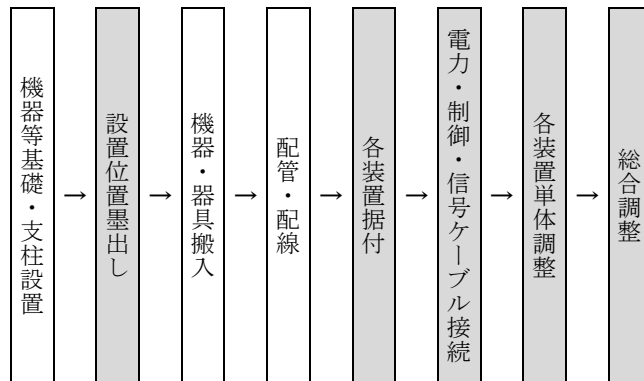 機器等基礎・支柱設置
→
設置位置墨出し
→
機器・器具搬入
→
配管・配線
→
各装置据付
→
電力・制御・信号ケーブル接続
→
各装置単体調整
→
総合調整